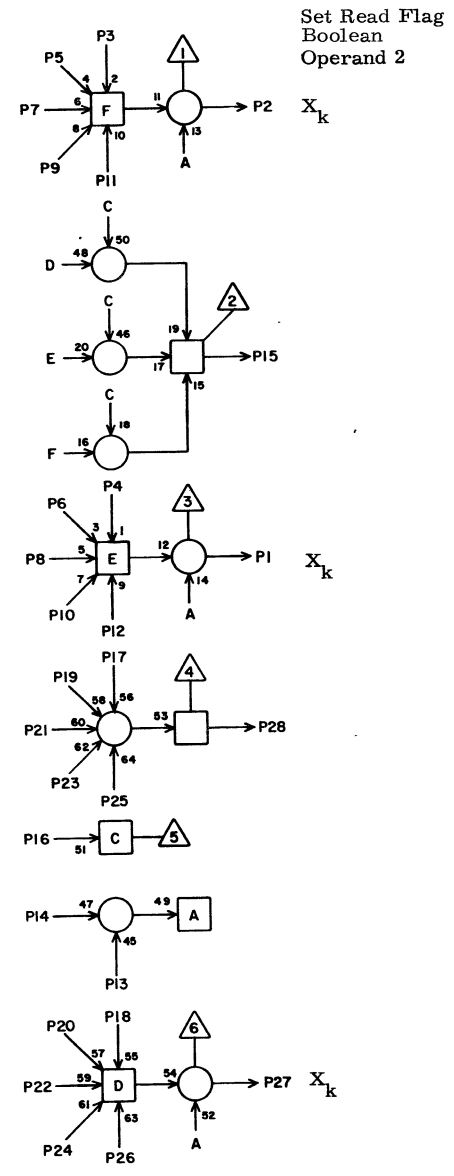 Set Read Flag
Boolean
Operand 2
P3
1
P5
4 2
P7 6 F 11 P2 Xk
8 10 13
P9 A
P11
C
50
D 48
C 2
E 20 46 19
17 P15
15
C
F 16 18
P4
P6 3
3 1
P8 5 E 12 P1 Xk
7 9 14
P10 A
P12
P17
P19 4
58 56
P21 60 53 P28
62 64
P23
P25
P16 C 5
51
P14 47 49 A
45
P13
P18
P20 6
57 55
P22 59 D 54 P27 Xk
61 63 52
P24 A
P26